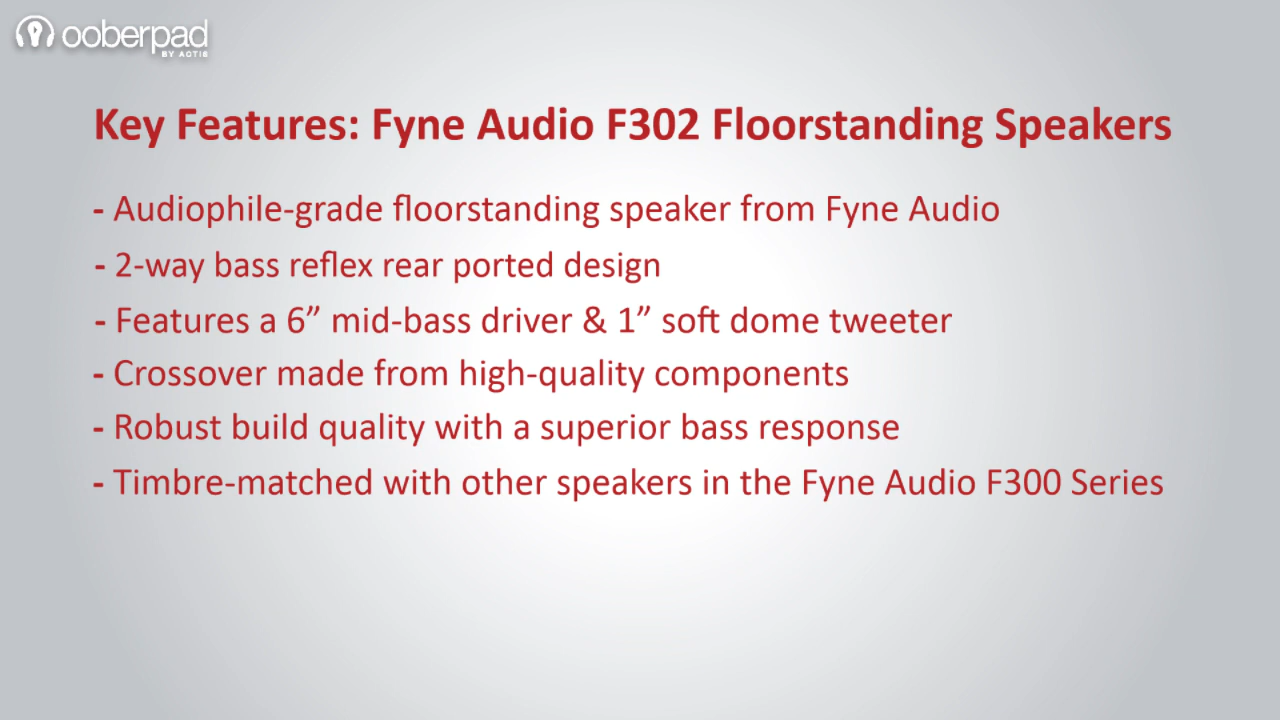 ooberpad
BY AOTIS
Key Features: Fyne Audio F302 Floorstanding Speakers
- Audiophile-grade floorstanding speaker from Fyne Audio
- 2-way bass reflex rear ported design
- Features a 6” mid-bass driver & 1” soft dome tweeter
- Crossover made from high-quality components
- Robust build quality with a superior bass response
- Timbre-matched with other speakers in the Fyne Audio F300 Series